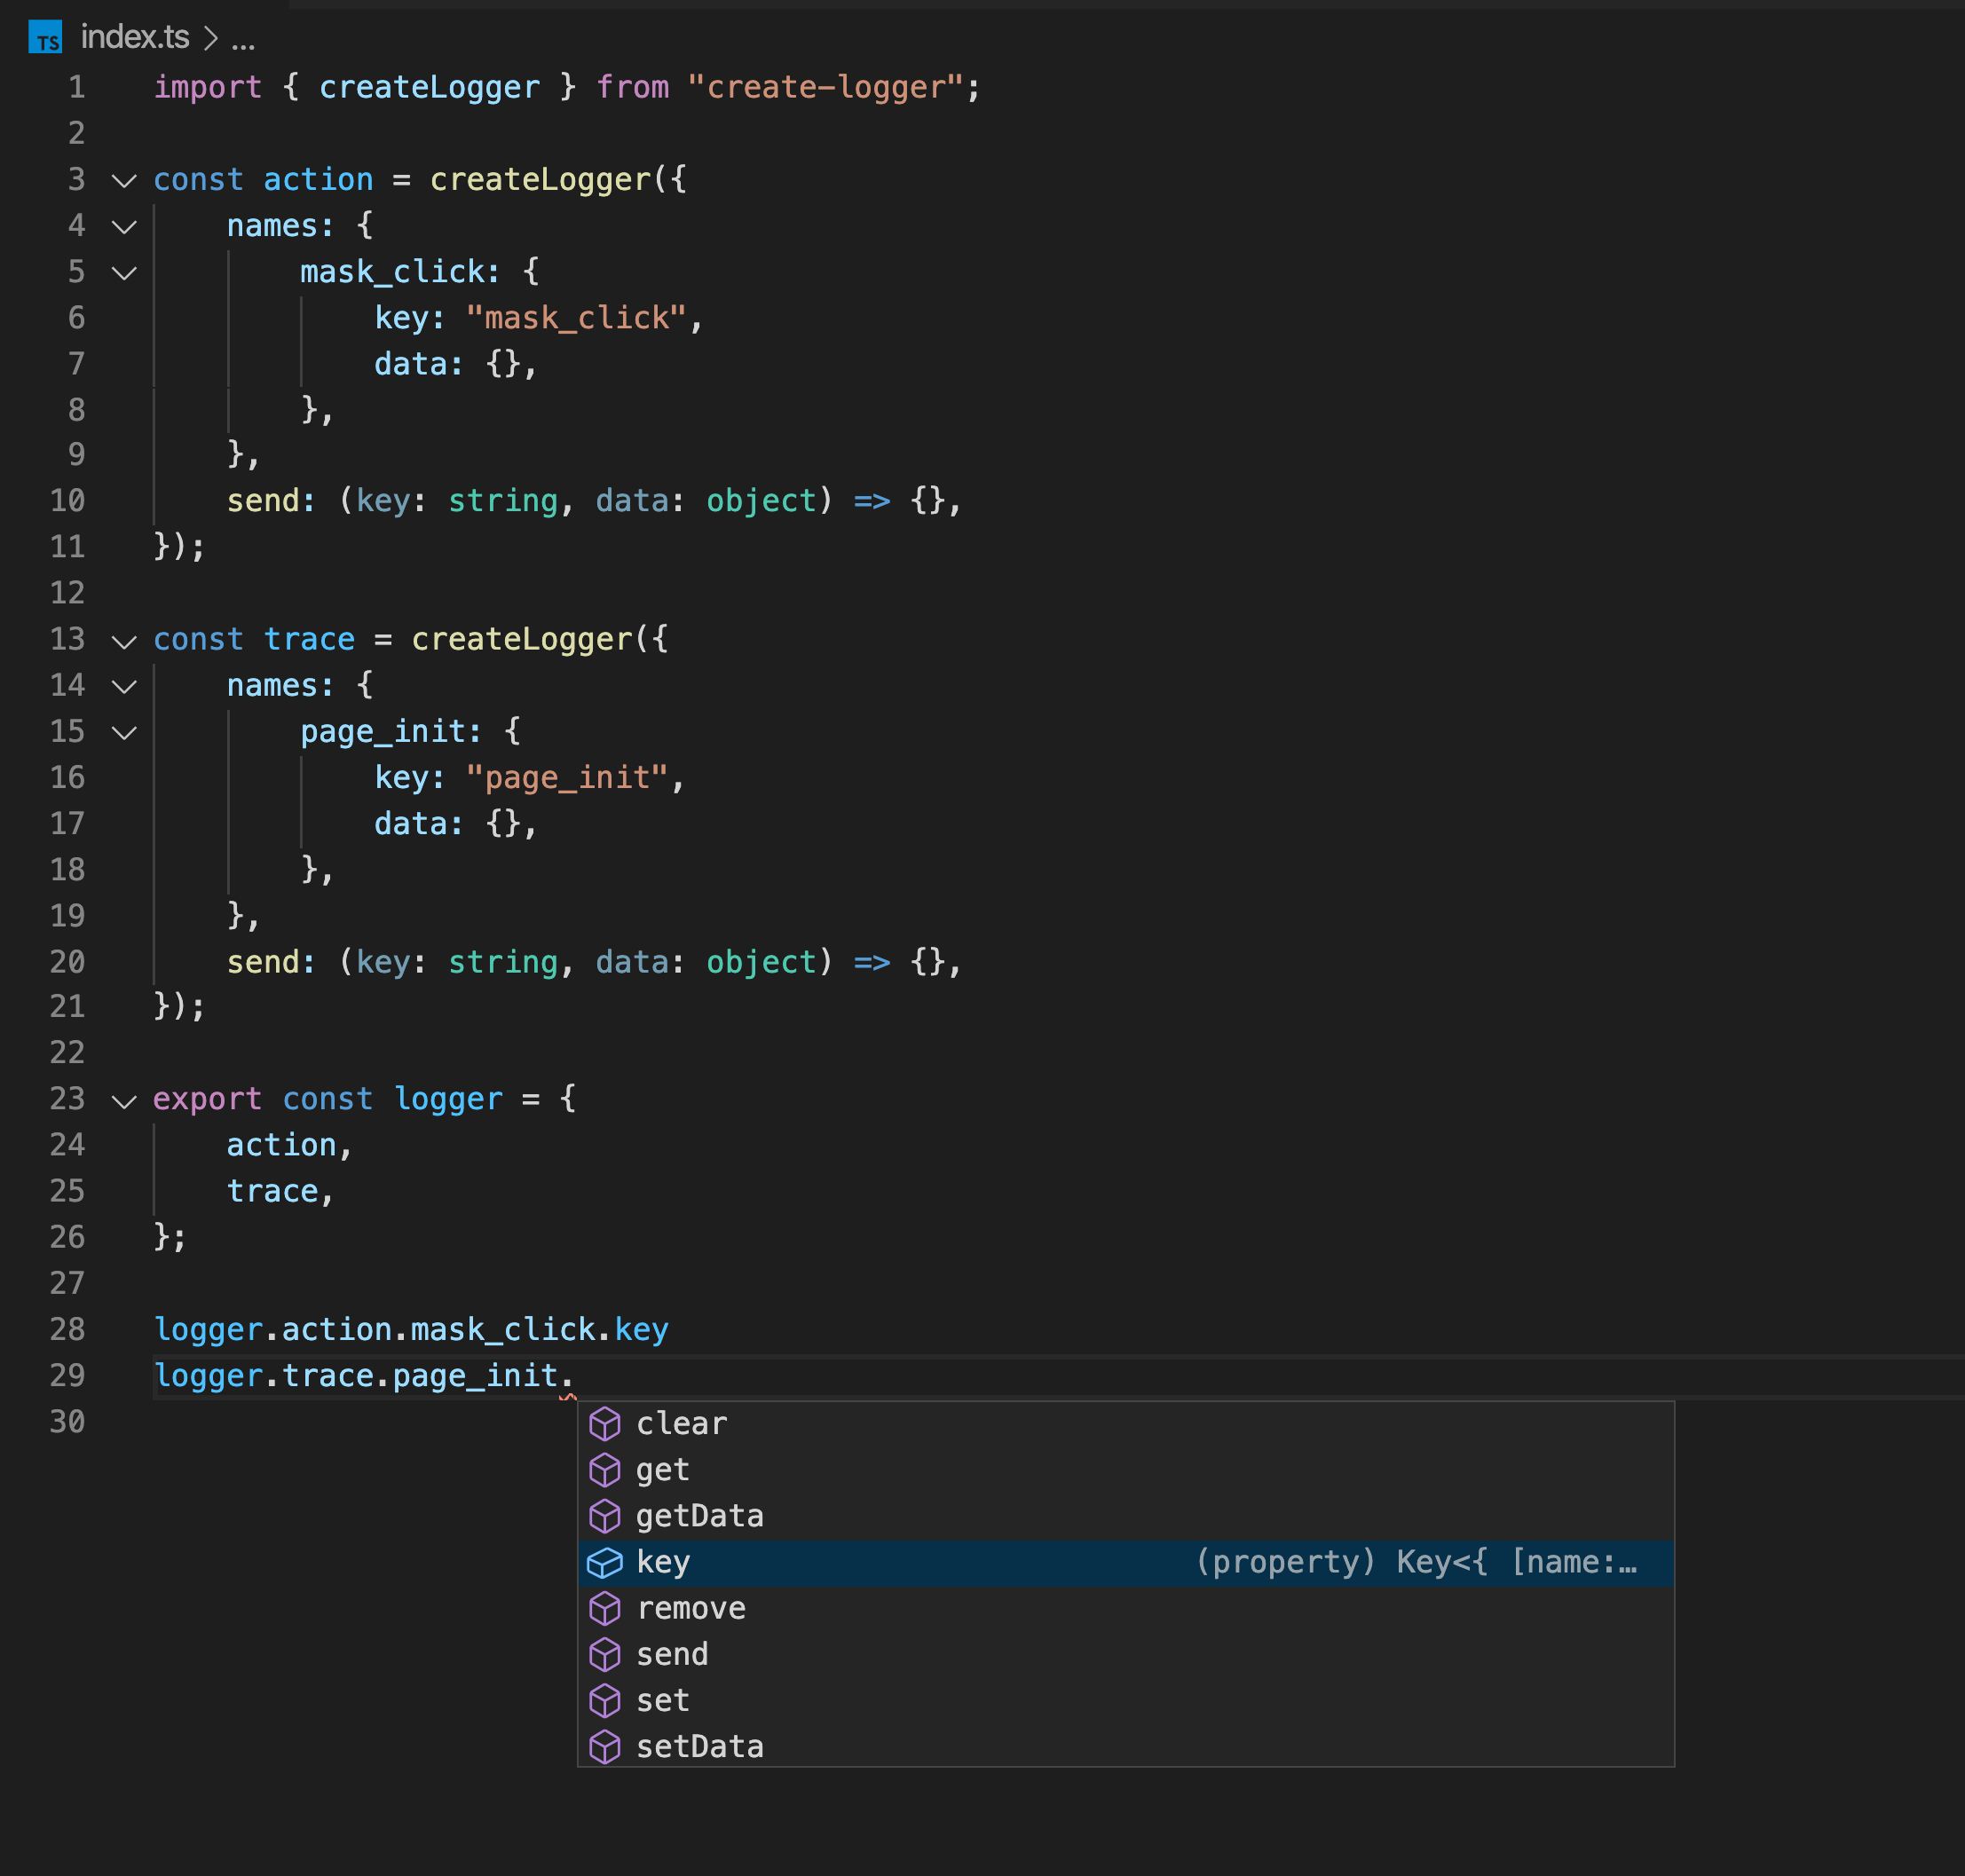 TS index.ts > ...
1 import { createLogger } from "create-logger";
2
3 const action = createLogger({
4     names: {
5         mask_click: {
6             key: "mask_click",
7             data: {},
8         },
9     },
10     send: (key: string, data: object) => {},
11 });
12
13 const trace = createLogger({
14     names: {
15         page_init: {
16             key: "page_init",
17             data: {},
18         },
19     },
20     send: (key: string, data: object) => {},
21 });
22
23 export const logger = {
24     action,
25     trace,
26 };
27
28 logger.action.mask_click.key
29 logger.trace.page_init.
30
clear
get
getData
key (property) Key<{ [name:…
remove
send
set
setData